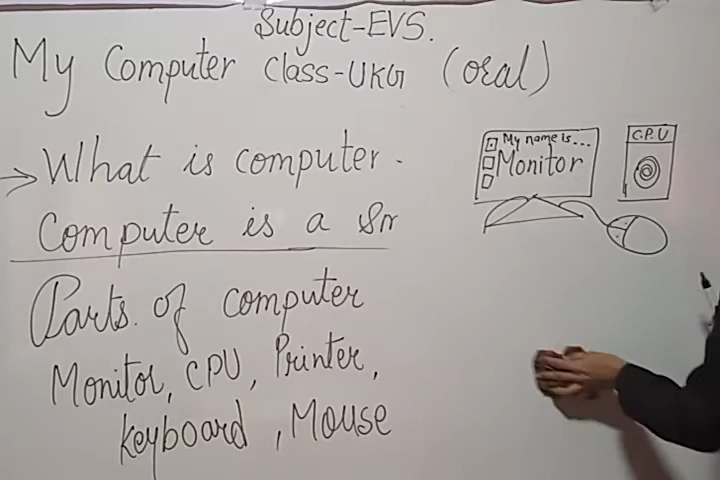 Subject-EVS.
My Computer Class-UKG (oral)
What is computer.
Computer is a Sm
Parts of computer
Monitor, CPU, Printer,
Keyboard, Mouse
My name is...
Monitor
C.P.U